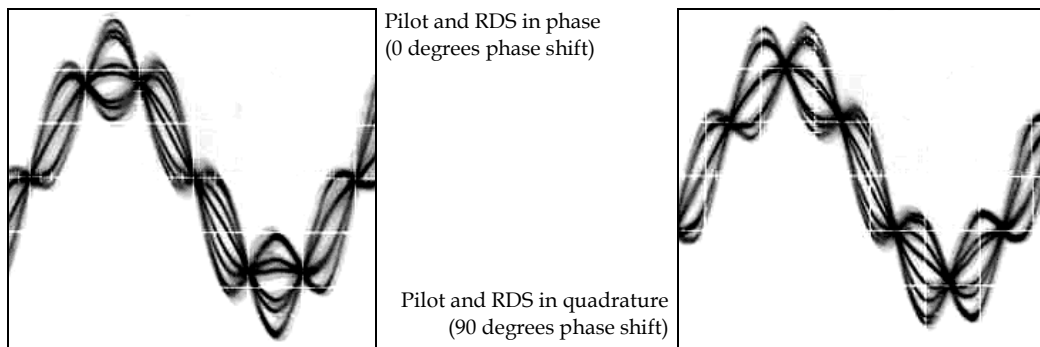 Pilot and RDS in phase
(0 degrees phase shift)
Pilot and RDS in quadrature
(90 degrees phase shift)